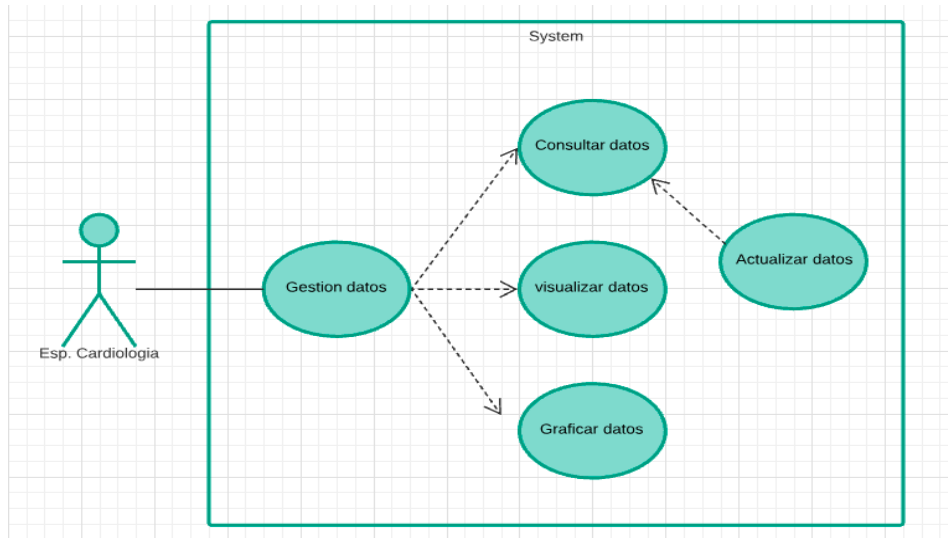 System
Consultar datos
Actualizar datos
Gestion datos
visualizar datos
Esp. Cardiologia
Graficar datos